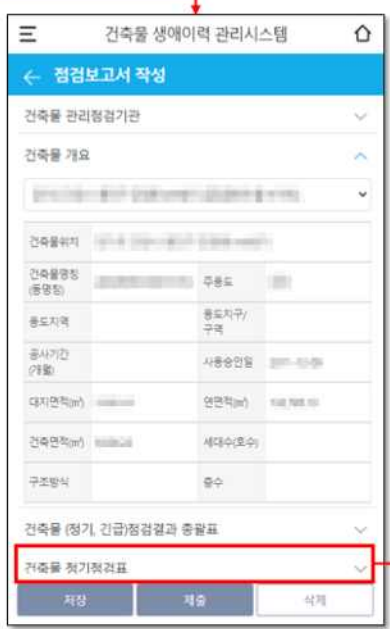 건축물 생애이력 관리시스템
← 점검보고서 작성
건축물 관리점검기관
건축물 개요
건축물위치
건축물명칭
(동명칭)
주용도
용도지역
용도지구/
구역
공사기간
(개월)
사용승인일
대지면적(㎡)
연면적(㎡)
건축면적(㎡)
세대수(호수)
구조방식
층수
건축물 (정기, 긴급)점검결과 총괄표
건축물 정기점검표
저장 제출 삭제